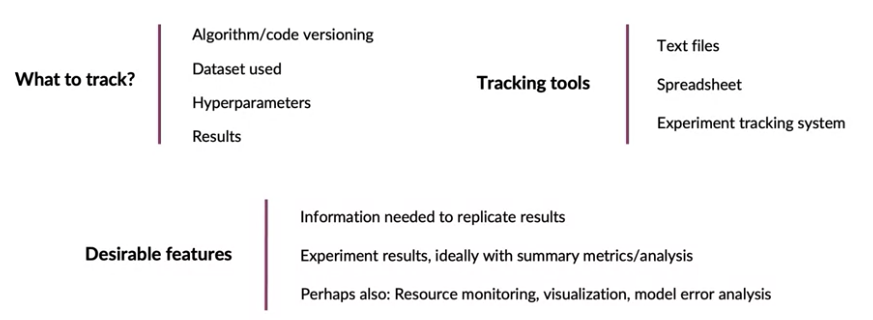 What to track?
Algorithm/code versioning
Dataset used
Hyperparameters
Results
Tracking tools
Text files
Spreadsheet
Experiment tracking system
Desirable features
Information needed to replicate results
Experiment results, ideally with summary metrics/analysis
Perhaps also: Resource monitoring, visualization, model error analysis